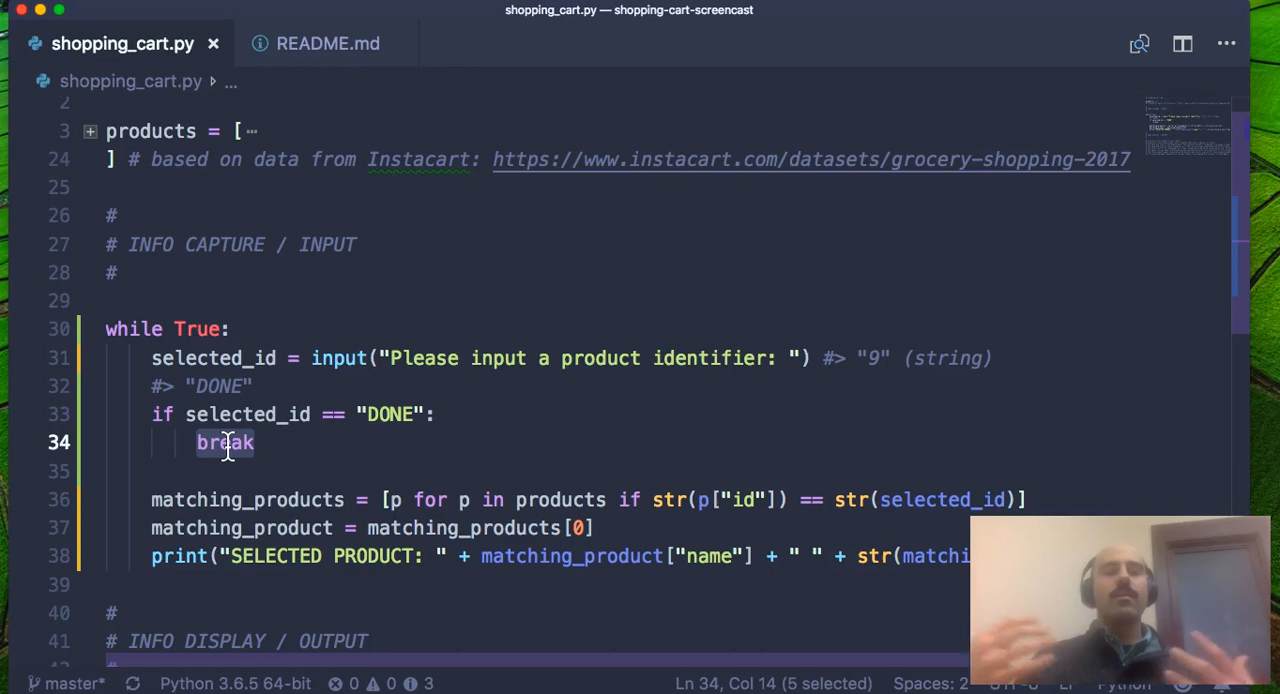 shopping_cart.py — shopping-cart-screencast
shopping_cart.py × README.md
shopping_cart.py > ...
2
3 products = [ ⋯
24 ] # based on data from Instacart: https://www.instacart.com/datasets/grocery-shopping-2017
25
26 #
27 # INFO CAPTURE / INPUT
28 #
29
30 while True:
31 selected_id = input("Please input a product identifier: ") #> "9" (string)
32 #> "DONE"
33 if selected_id == "DONE":
34 break
35
36 matching_products = [p for p in products if str(p["id"]) == str(selected_id)]
37 matching_product = matching_products[0]
38 print("SELECTED PRODUCT: " + matching_product["name"] + " " + str(matchi
39
40 #
41 # INFO DISPLAY / OUTPUT
master* Python 3.6.5 64-bit 0 0 3 Ln 34, Col 14 (5 selected) Spaces: 2